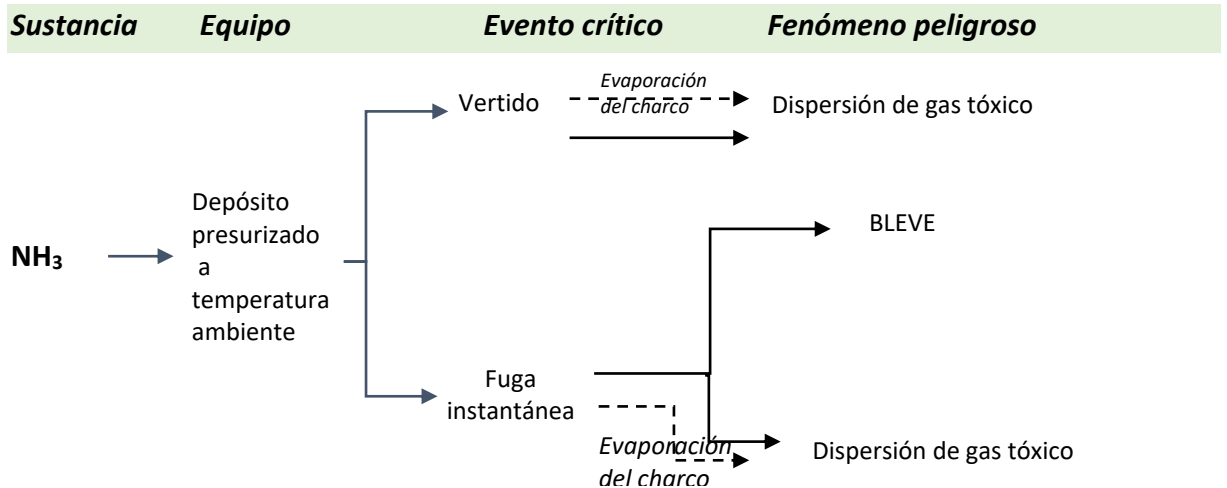 Sustancia Equipo Evento crítico Fenómeno peligroso
Evaporación
del charco
Vertido
Dispersión de gas tóxico
Depósito
presurizado
a
temperatura
ambiente
NH₃
BLEVE
Fuga
instantánea
Evaporación
del charco
Dispersión de gas tóxico